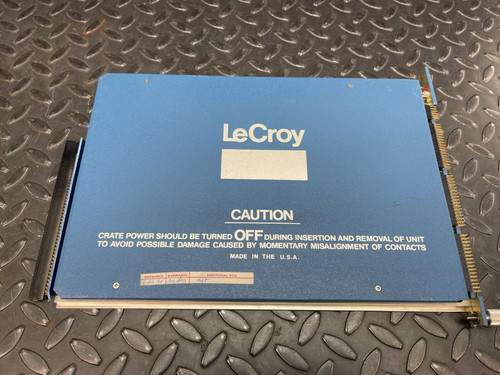 LeCroy
CAUTION
CRATE POWER SHOULD BE TURNED OFF DURING INSERTION AND REMOVAL OF UNIT
TO AVOID POSSIBLE DAMAGE CAUSED BY MOMENTARY MISALIGNMENT OF CONTACTS
MADE IN THE U.S.A.